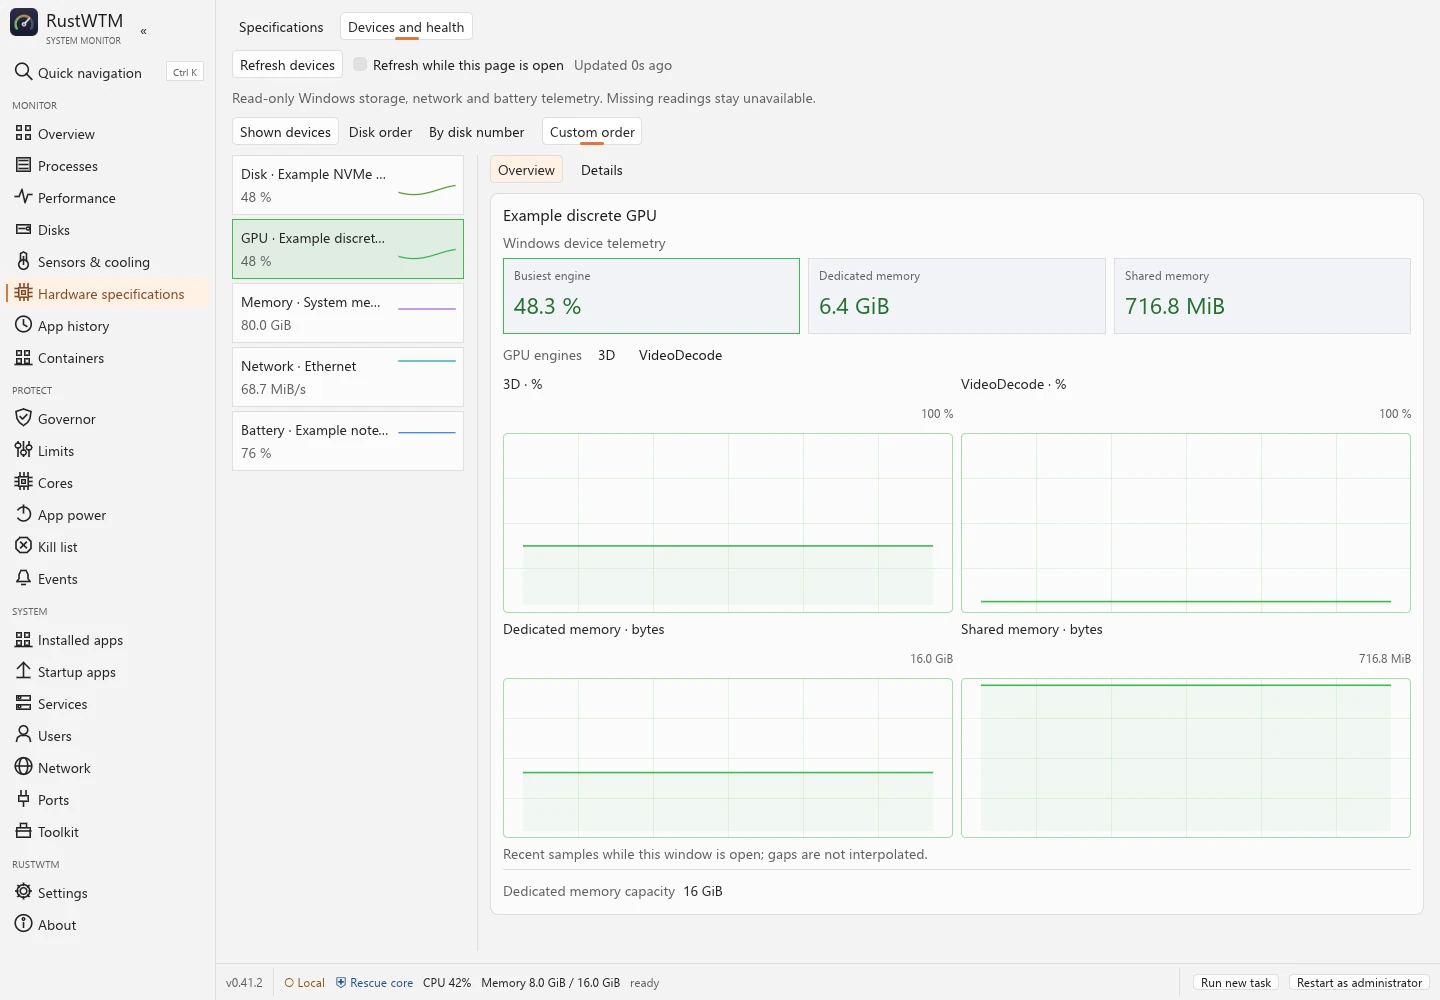 RustWTM
SYSTEM MONITOR
«
Quick navigation
Ctrl K
MONITOR
Overview
Processes
Performance
Disks
Sensors & cooling
Hardware specifications
App history
Containers
PROTECT
Governor
Limits
Cores
App power
Kill list
Events
SYSTEM
Installed apps
Startup apps
Services
Users
Network
Ports
Toolkit
RUSTWTM
Settings
About
Specifications
Devices and health
Refresh devices
Refresh while this page is open
Updated 0s ago
Read-only Windows storage, network and battery telemetry. Missing readings stay unavailable.
Shown devices
Disk order
By disk number
Custom order
Disk · Example NVMe ...
48 %
GPU · Example discret...
48 %
Memory · System me...
80.0 GiB
Network · Ethernet
68.7 MiB/s
Battery · Example note...
76 %
Overview
Details
Example discrete GPU
Windows device telemetry
Busiest engine
48.3 %
Dedicated memory
6.4 GiB
Shared memory
716.8 MiB
GPU engines
3D
VideoDecode
3D · %
100 %
VideoDecode · %
100 %
Dedicated memory · bytes
16.0 GiB
Shared memory · bytes
716.8 MiB
Recent samples while this window is open; gaps are not interpolated.
Dedicated memory capacity 16 GiB
v0.41.2
Local
Rescue core
CPU 42%
Memory 8.0 GiB / 16.0 GiB
ready
Run new task
Restart as administrator